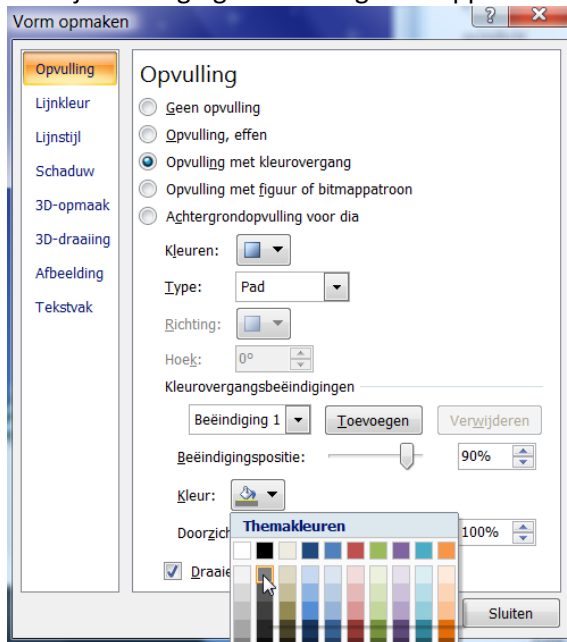 Vorm opmaken
Opvulling
Lijnkleur
Lijnstijl
Schaduw
3D-opmaak
3D-draaiing
Afbeelding
Tekstvak
Opvulling
Geen opvulling
Opvulling, effen
Opvulling met kleurovergang
Opvulling met figuur of bitmappatroon
Achtergrondopvulling voor dia
Kleuren:
Type: Pad
Richting:
Hoek: 0°
Kleurovergangsbeëindigingen
Beëindiging 1 Toevoegen Verwijderen
Beëindigingspositie: 90%
Kleur:
Themakleuren
Doorzich 100%
Draaie
Sluiten